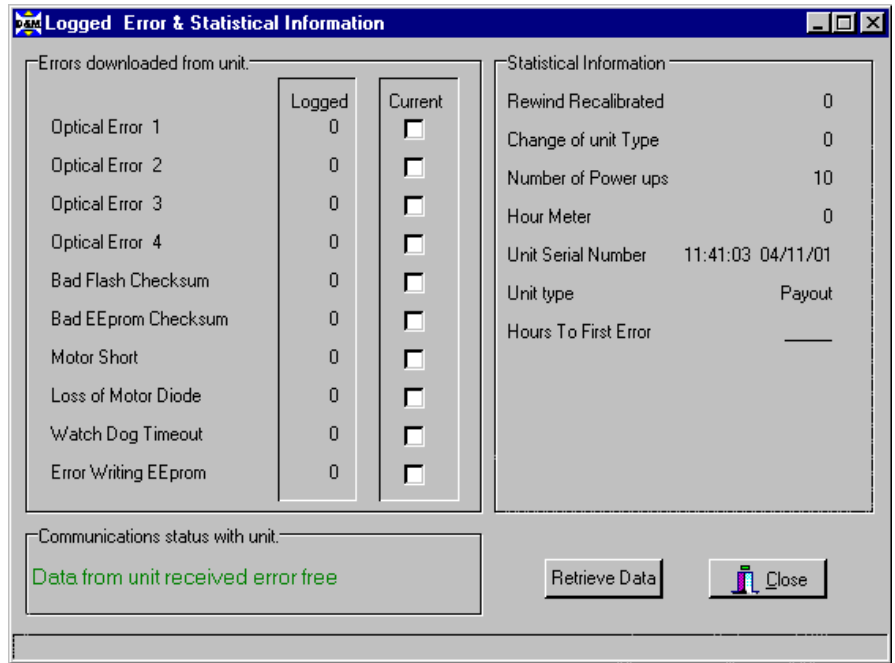 D&M Logged Error & Statistical Information
Errors downloaded from unit.
Logged Current
Optical Error 1 0
Optical Error 2 0
Optical Error 3 0
Optical Error 4 0
Bad Flash Checksum 0
Bad EEprom Checksum 0
Motor Short 0
Loss of Motor Diode 0
Watch Dog Timeout 0
Error Writing EEprom 0
Statistical Information
Rewind Recalibrated 0
Change of unit Type 0
Number of Power ups 10
Hour Meter 0
Unit Serial Number 11:41:03 04/11/01
Unit type Payout
Hours To First Error
Communications status with unit.
Data from unit received error free
Retrieve Data Close